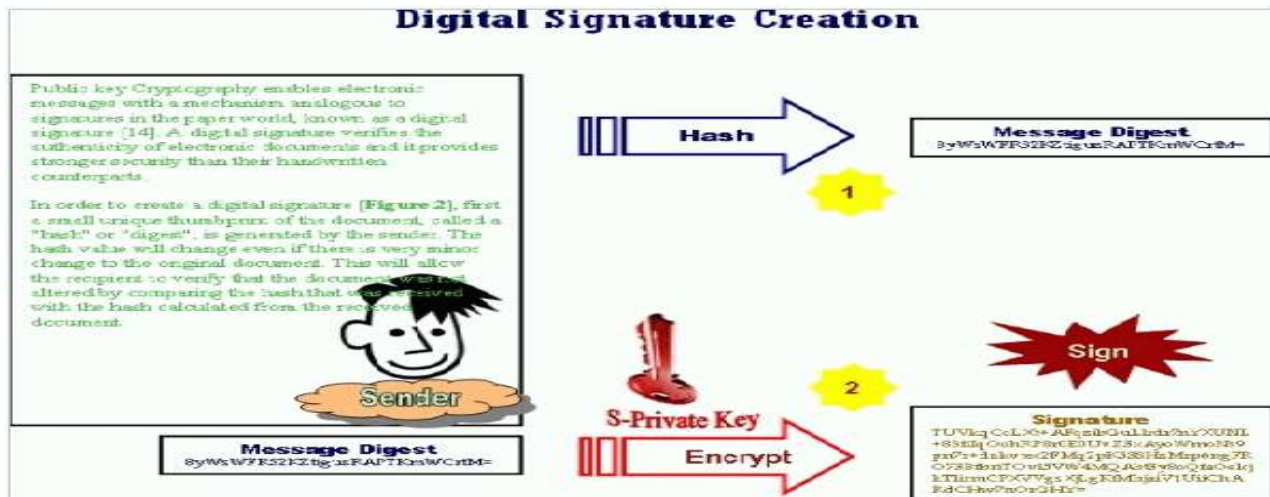 Digital Signature Creation
Public key Cryptography enables electronic
messages with a mechanism analogous to
signatures in the paper world, known as a digital
signature [14]. A digital signature verifies the
authenticity of electronic documents and it provides
stronger security than their handwritten
counterparts.
In order to create a digital signature [Figure 2], first
a small unique thumbprint of the document, called a
"hash" or "digest", is generated by the sender. The
hash value will change even if there is very minor
change to the original document. This will allow
the recipient to verify that the document was not
altered by comparing the hash that was received
with the hash calculated from the received
document
Sender
Hash
1
Message Digest
S-Private Key
2
Sign
Message Digest
Encrypt
Signature